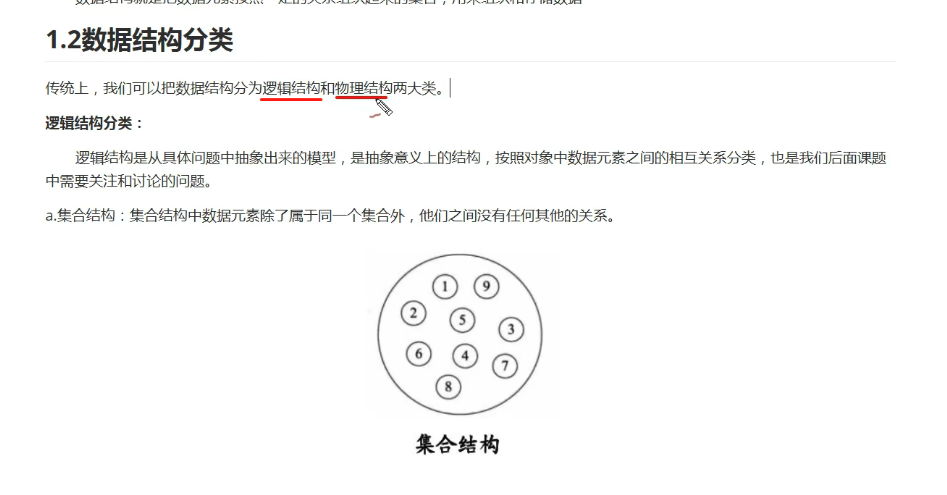 1.2数据结构分类
传统上，我们可以把数据结构分为逻辑结构和物理结构两大类。
逻辑结构分类：
逻辑结构是从具体问题中抽象出来的模型，是抽象意义上的结构，按照对象中数据元素之间的相互关系分类，也是我们后面课题
中需要关注和讨论的问题。
a.集合结构：集合结构中数据元素除了属于同一个集合外，他们之间没有任何其他的关系。
1 9
2 5 3
6 4 7
8
集合结构